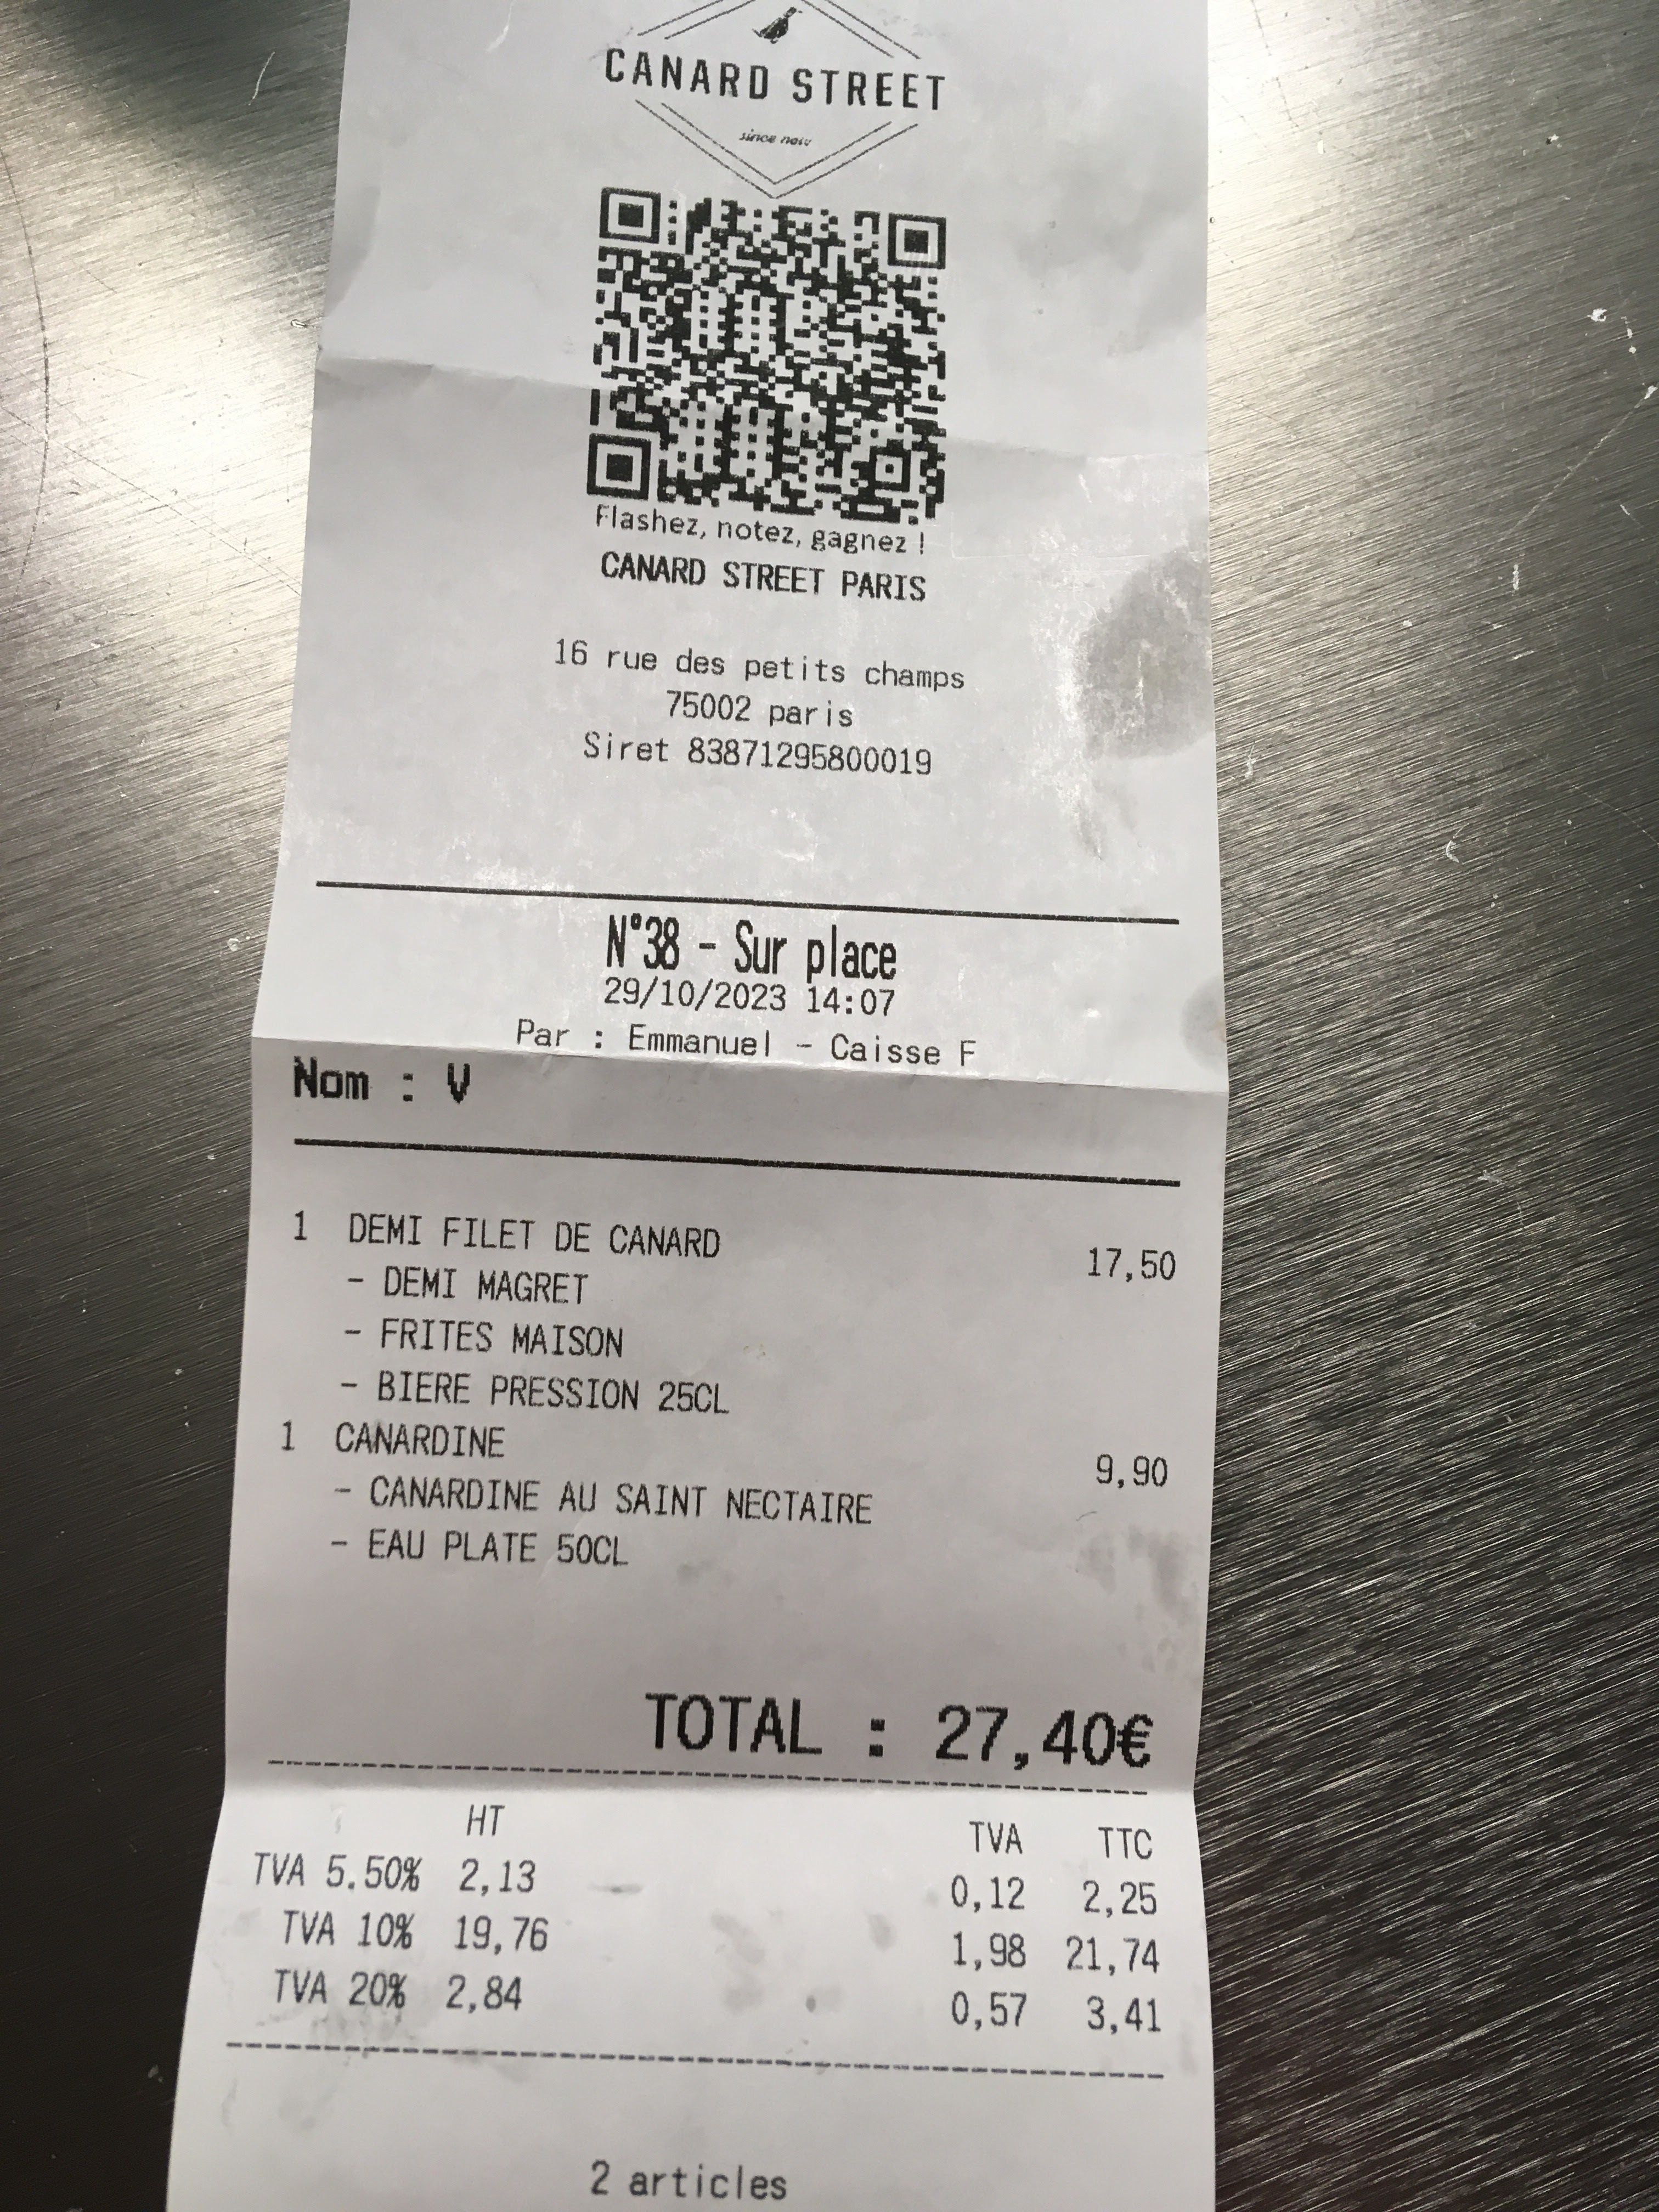 CANARD STREET
since now
Flashez, notez, gagnez !
CANARD STREET PARIS
16 rue des petits champs
75002 paris
Siret 83871295800019
N°38 - Sur place
29/10/2023 14:07
Par : Emmanuel - Caisse F
Nom : V
1 DEMI FILET DE CANARD 17,50
- DEMI MAGRET
- FRITES MAISON
- BIERE PRESSION 25CL
1 CANARDINE 9,90
- CANARDINE AU SAINT NECTAIRE
- EAU PLATE 50CL
TOTAL : 27,40€
HT TVA TTC
TVA 5.50% 2,13 0,12 2,25
TVA 10% 19,76 1,98 21,74
TVA 20% 2,84 0,57 3,41
2 articles